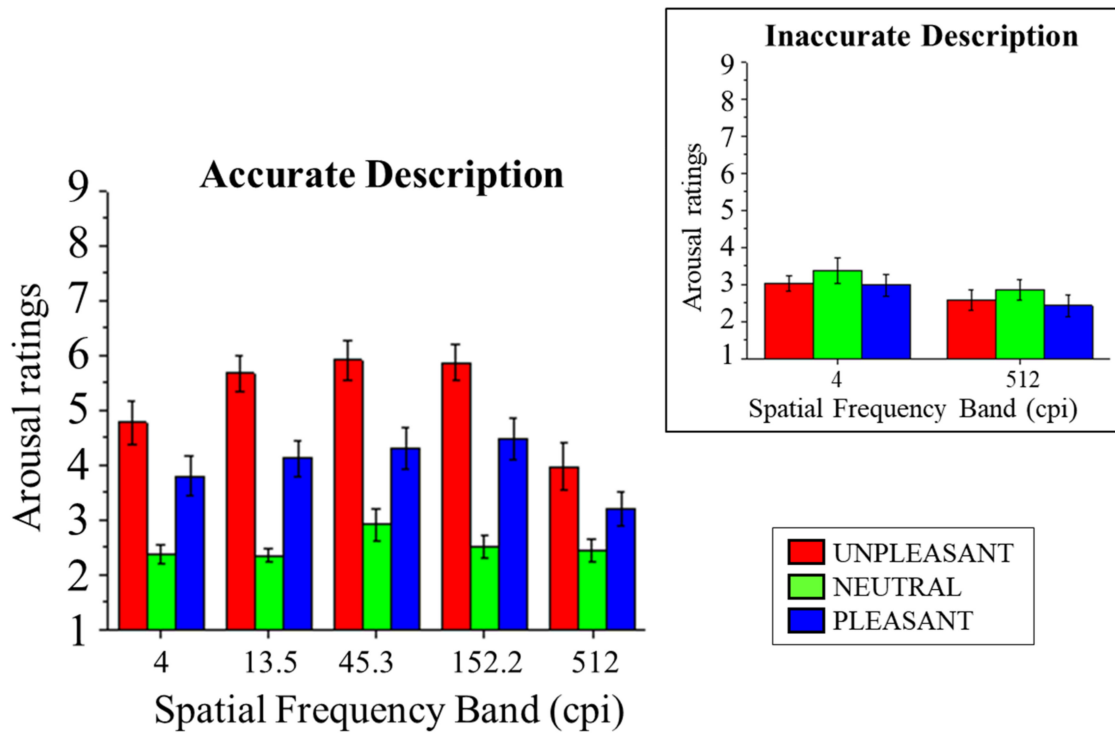 Accurate Description
Arousal ratings
9
8
7
6
5
4
3
2
1
4 13.5 45.3 152.2 512
Spatial Frequency Band (cpi)
Inaccurate Description
Arousal ratings
9
8
7
6
5
4
3
2
1
4 512
Spatial Frequency Band (cpi)
UNPLEASANT
NEUTRAL
PLEASANT